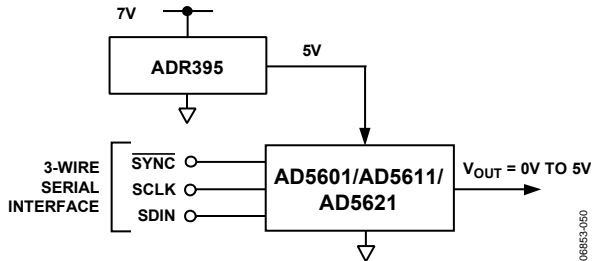 7V
ADR395
5V
3-WIRE
SERIAL
INTERFACE
SYNC
SCLK
SDIN
AD5601/AD5611/
AD5621
VOUT = 0V TO 5V
06853-050